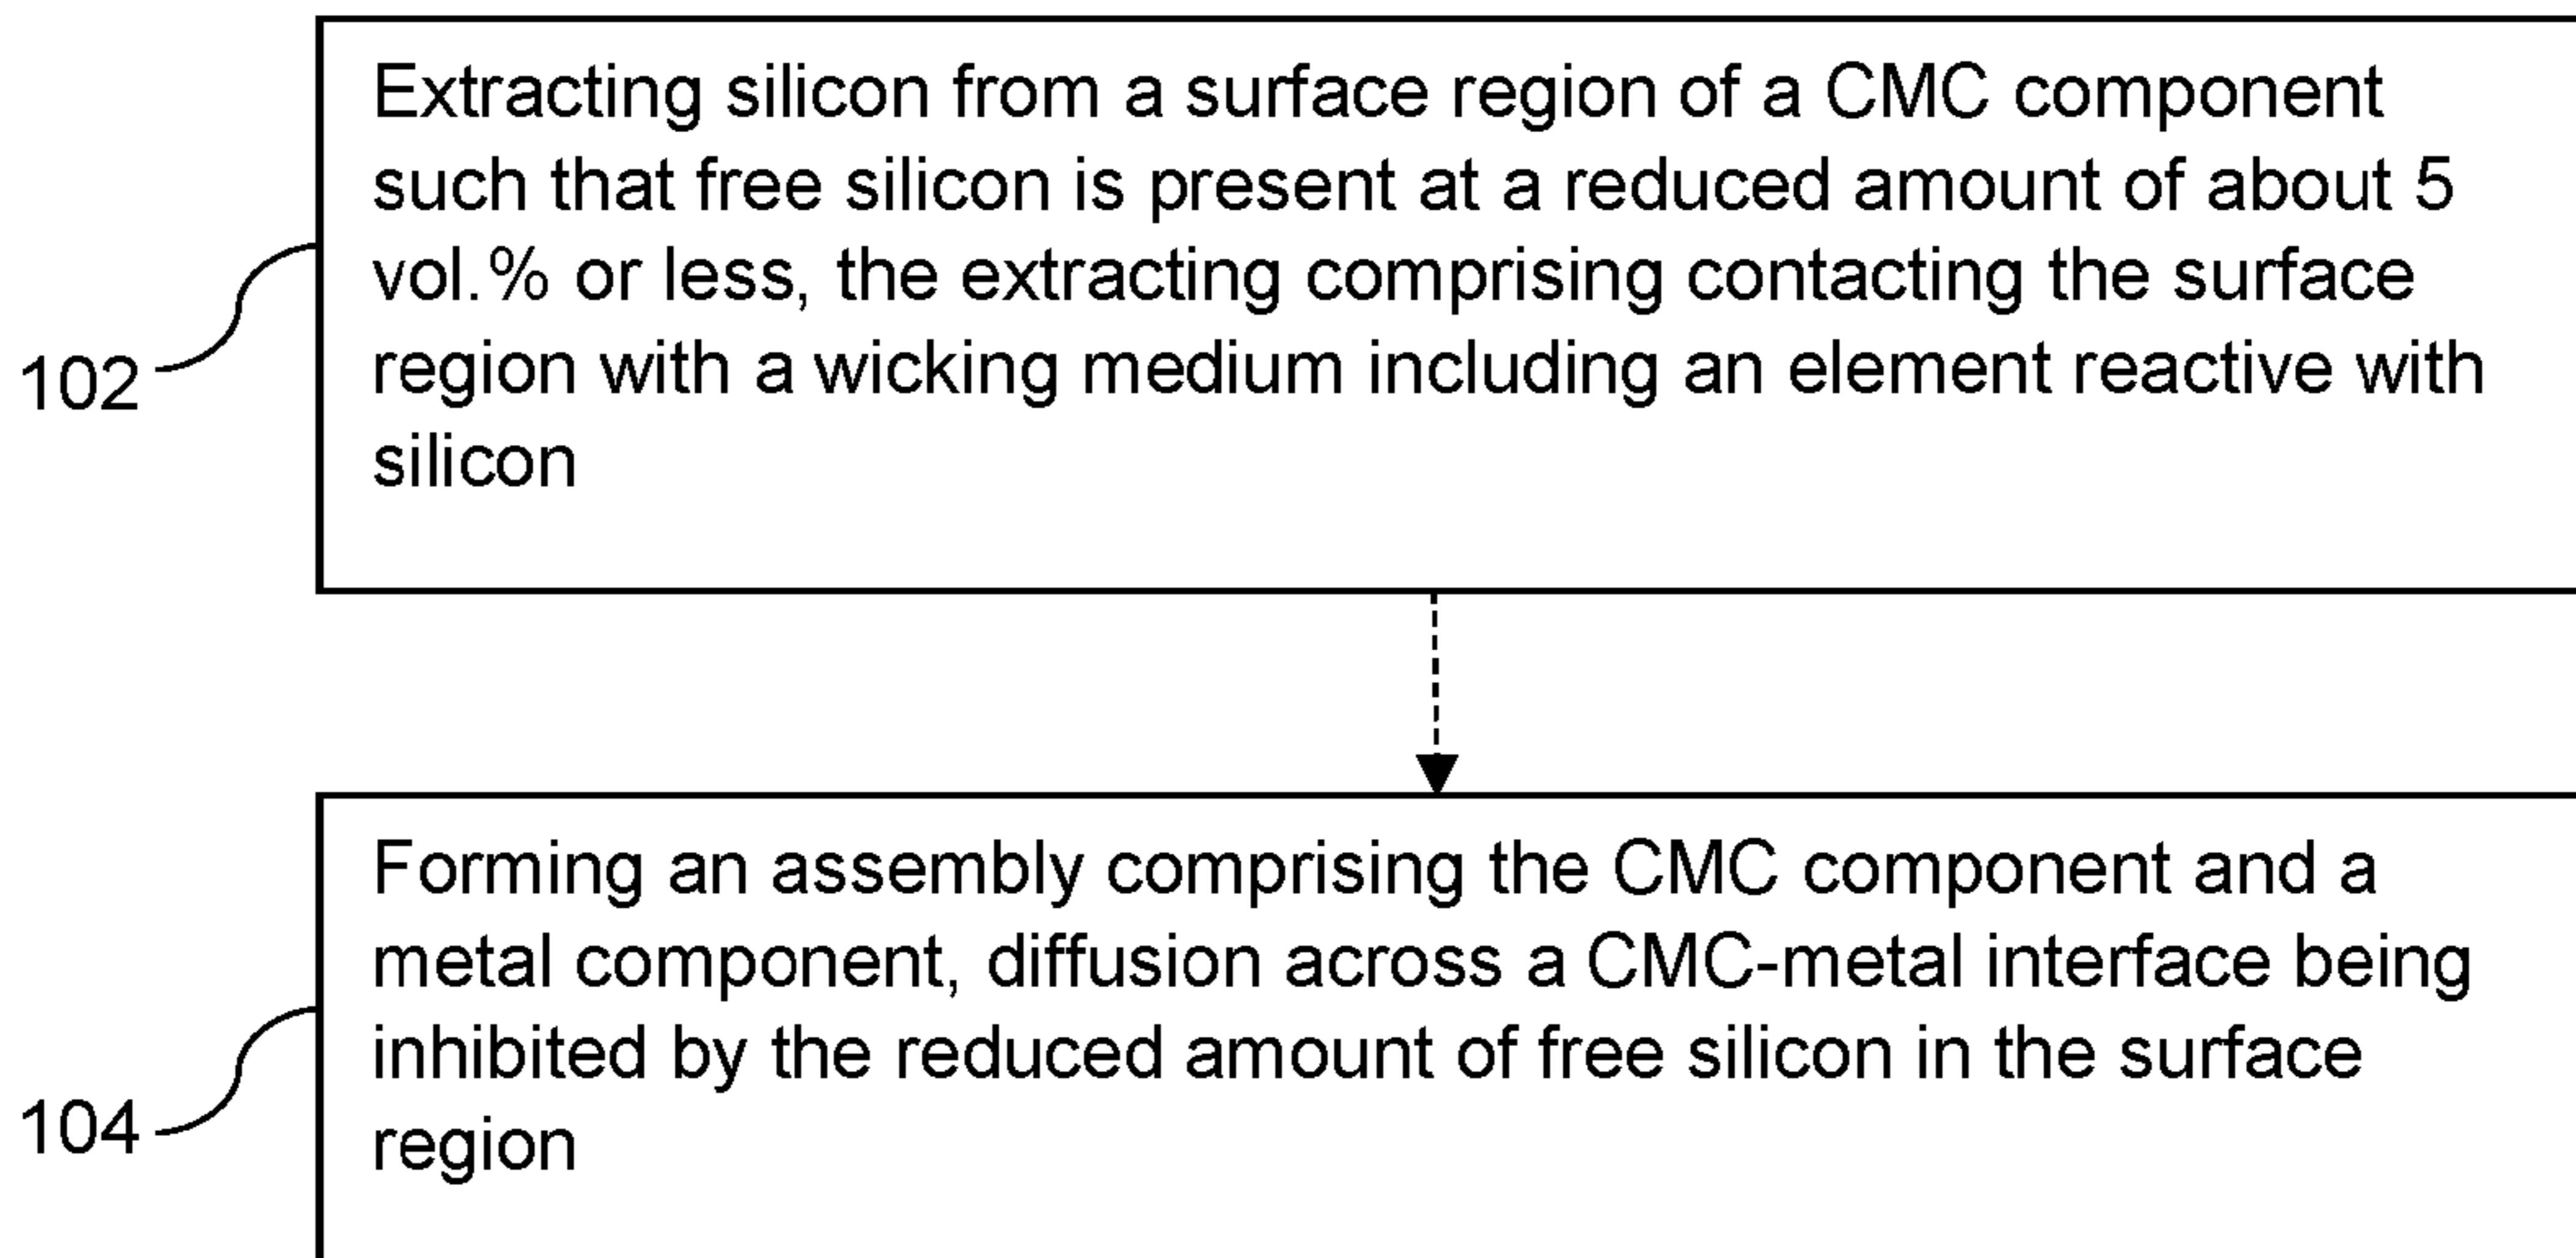 Extracting silicon from a surface region of a CMC component
such that free silicon is present at a reduced amount of about 5
vol.% or less, the extracting comprising contacting the surface
region with a wicking medium including an element reactive with
silicon
102
Forming an assembly comprising the CMC component and a
metal component, diffusion across a CMC-metal interface being
inhibited by the reduced amount of free silicon in the surface
region
104